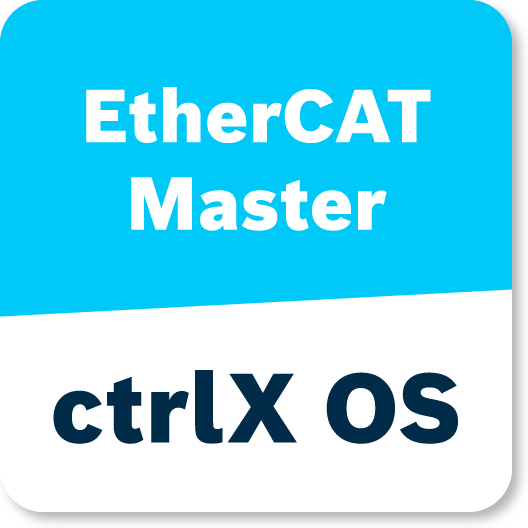 EtherCAT
Master
ctrlX OS